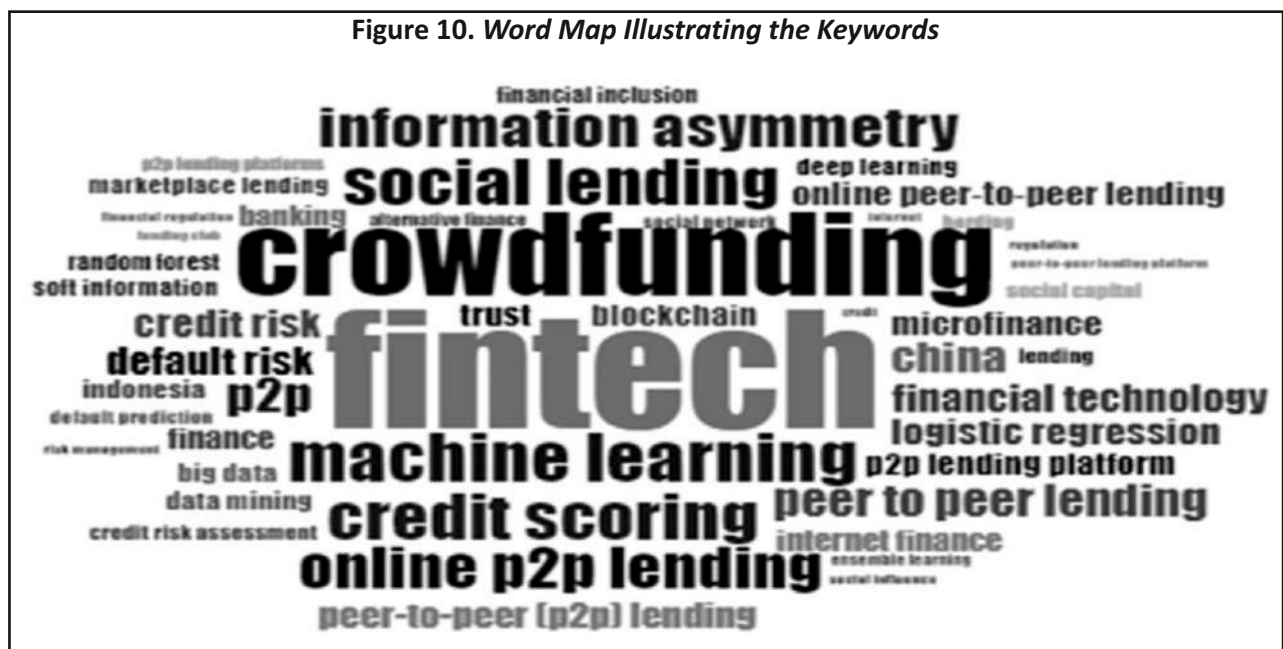 Figure 10. Word Map Illustrating the Keywords
financial inclusion
information asymmetry
p2p lending platforms
social lending
deep learning
marketplace lending
online peer-to-peer lending
financial regulation
banking
alternative finance
social network
internet
herding
lending club
crowdfunding
regulation
random forest
peer-to-peer lending platform
soft information
social capital
credit risk
trust
blockchain
credit
microfinance
fintech
default risk
china
lending
indonesia
p2p
financial technology
default prediction
finance
logistic regression
risk management
machine learning
p2p lending platform
big data
data mining
credit scoring
peer to peer lending
credit risk assessment
internet finance
online p2p lending
ensemble learning
social influence
peer-to-peer (p2p) lending